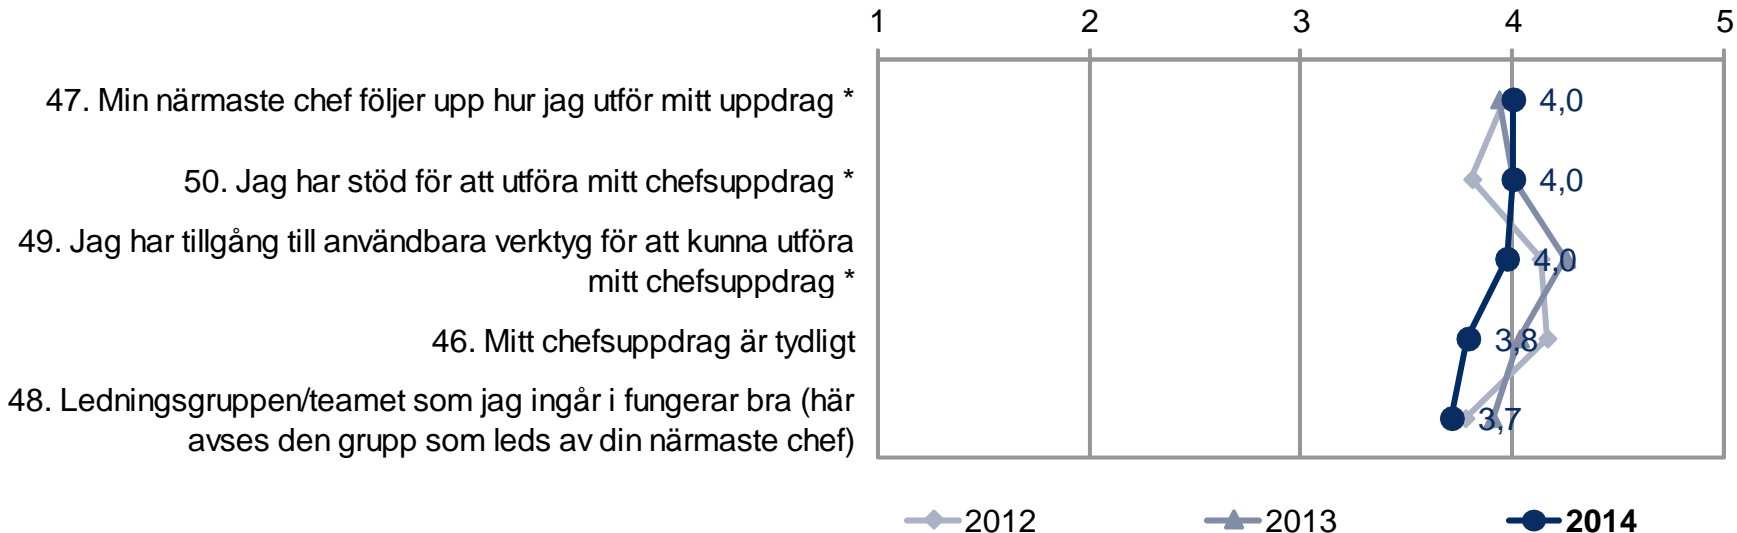 1 2 3 4 5
47. Min närmaste chef följer upp hur jag utför mitt uppdrag * 4,0
50. Jag har stöd för att utföra mitt chefsuppdrag * 4,0
49. Jag har tillgång till användbara verktyg för att kunna utföra
mitt chefsuppdrag * 4,0
46. Mitt chefsuppdrag är tydligt 3,8
48. Ledningsgruppen/teamet som jag ingår i fungerar bra (här
avses den grupp som leds av din närmaste chef) 3,7
2012 2013 2014